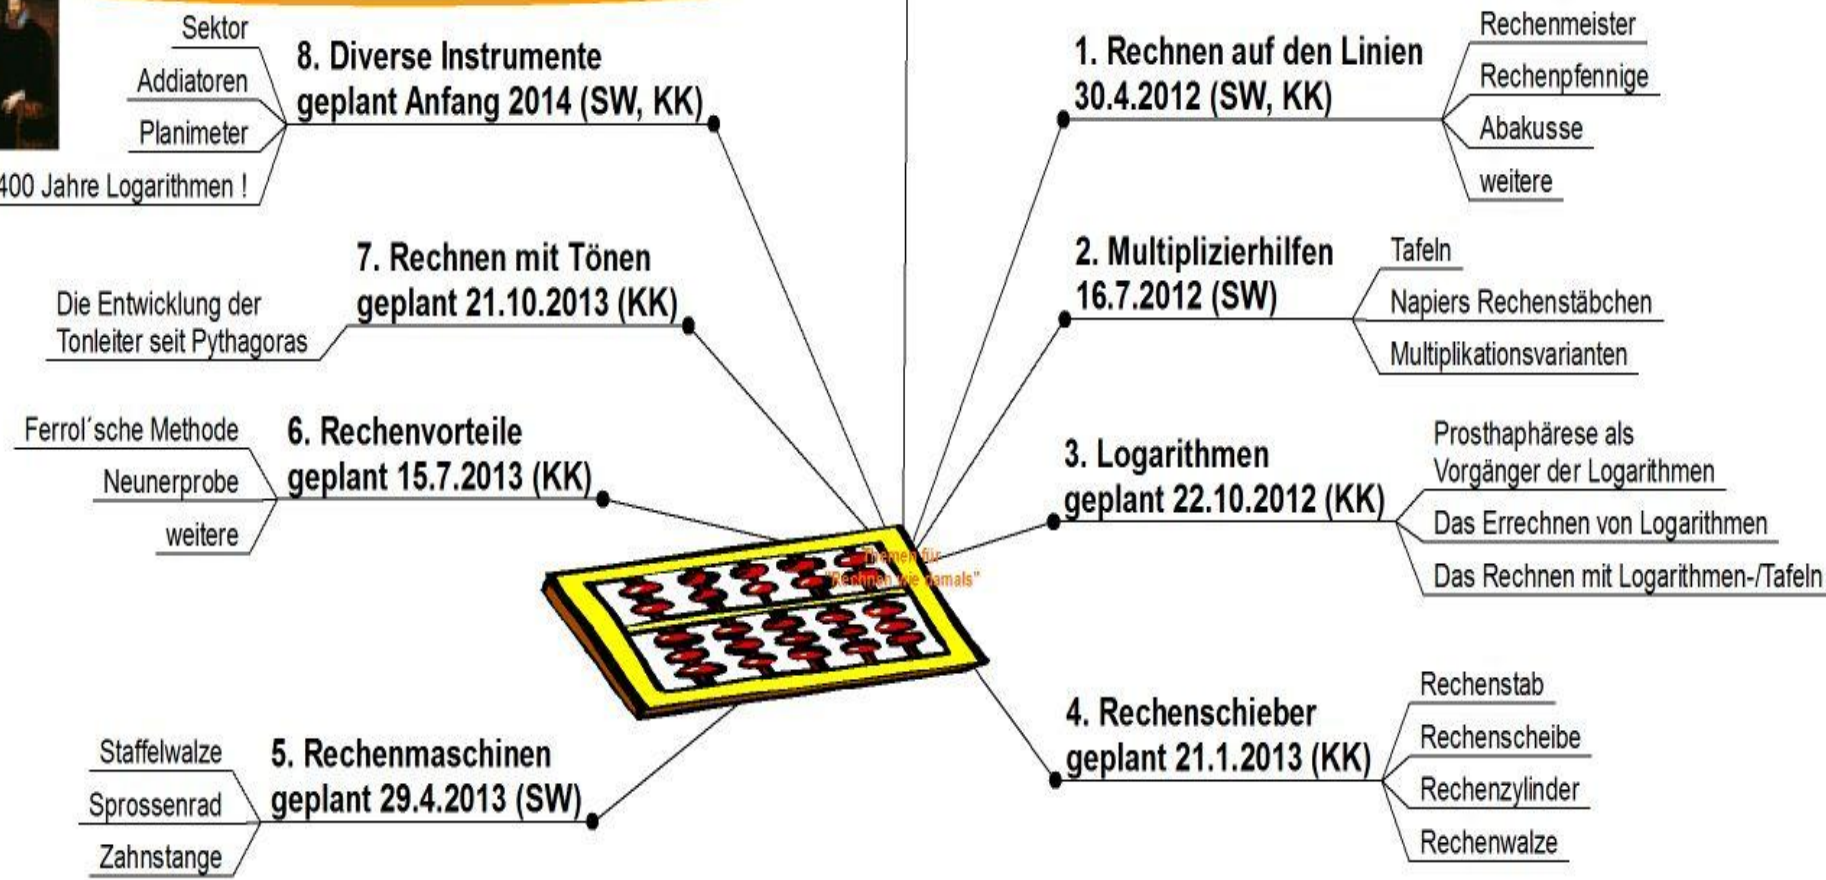 1. Rechnen auf den Linien
30.4.2012 (SW, KK)
Rechenmeister
Rechenpfennige
Abakusse
weitere
2. Multiplizierhilfen
16.7.2012 (SW)
Tafeln
Napiers Rechenstäbchen
Multiplikationsvarianten
3. Logarithmen
geplant 22.10.2012 (KK)
Prosthaphärese als
Vorgänger der Logarithmen
Das Errechnen von Logarithmen
Das Rechnen mit Logarithmen-/Tafeln
4. Rechenschieber
geplant 21.1.2013 (KK)
Rechenstab
Rechenscheibe
Rechenzylinder
Rechenwalze
5. Rechenmaschinen
geplant 29.4.2013 (SW)
Staffelwalze
Sprossenrad
Zahnstange
6. Rechenvorteile
geplant 15.7.2013 (KK)
Ferrol´sche Methode
Neunerprobe
weitere
7. Rechnen mit Tönen
geplant 21.10.2013 (KK)
Die Entwicklung der
Tonleiter seit Pythagoras
8. Diverse Instrumente
geplant Anfang 2014 (SW, KK)
Sektor
Addiatoren
Planimeter
400 Jahre Logarithmen !
Themen für
"Rechnen wie damals"